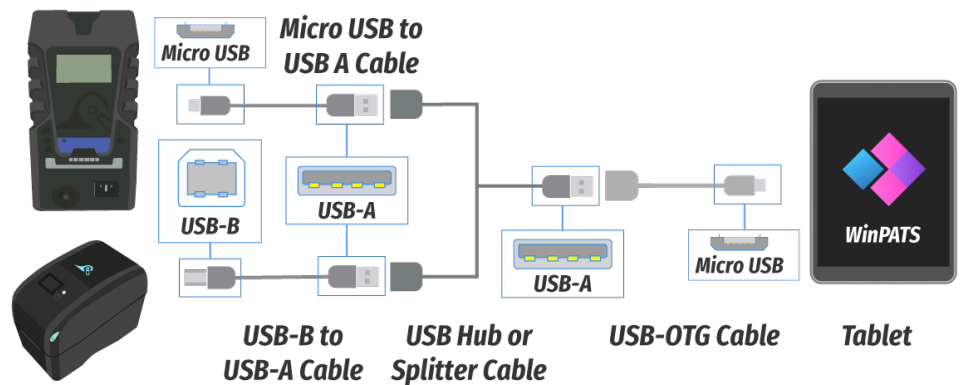 Micro USB
Micro USB to
USB A Cable
USB-B
USB-A
USB-A
Micro USB
WinPATS
USB-B to
USB-A Cable
USB Hub or
Splitter Cable
USB-OTG Cable
Tablet